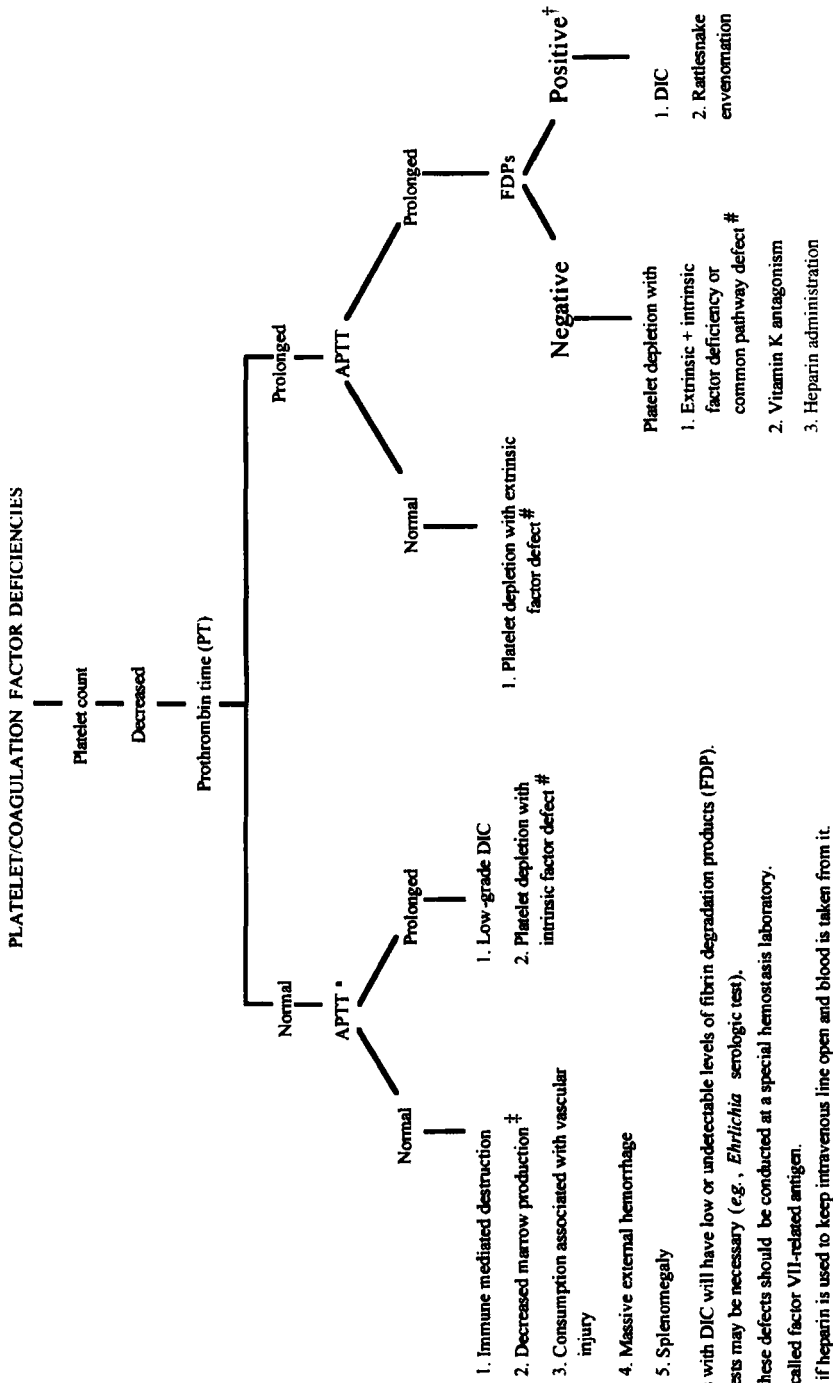 PLATELET/COAGULATION FACTOR DEFICIENCIES
Platelet count
Decreased
Prothrombin time (PT)
Normal
Prolonged
APTT *
APTT
Normal
Prolonged
Normal
Prolonged
1. Immune mediated destruction
2. Decreased marrow production ‡
3. Consumption associated with vascular
injury
4. Massive external hemorrhage
5. Splenomegaly
1. Low-grade DIC
2. Platelet depletion with
intrinsic factor defect #
1. Platelet depletion with extrinsic
factor defect #
FDPs
Negative
Positive †
Platelet depletion with
1. Extrinsic + intrinsic
factor deficiency or
common pathway defect #
2. Vitamin K antagonism
3. Heparin administration
1. DIC
2. Rattlesnake
envenomation
with DIC will have low or undetectable levels of fibrin degradation products (FDP).
ests may be necessary (e.g., Ehrlichia serologic test).
hese defects should be conducted at a special hemostasis laboratory.
called factor VII-related antigen.
if heparin is used to keep intravenous line open and blood is taken from it.